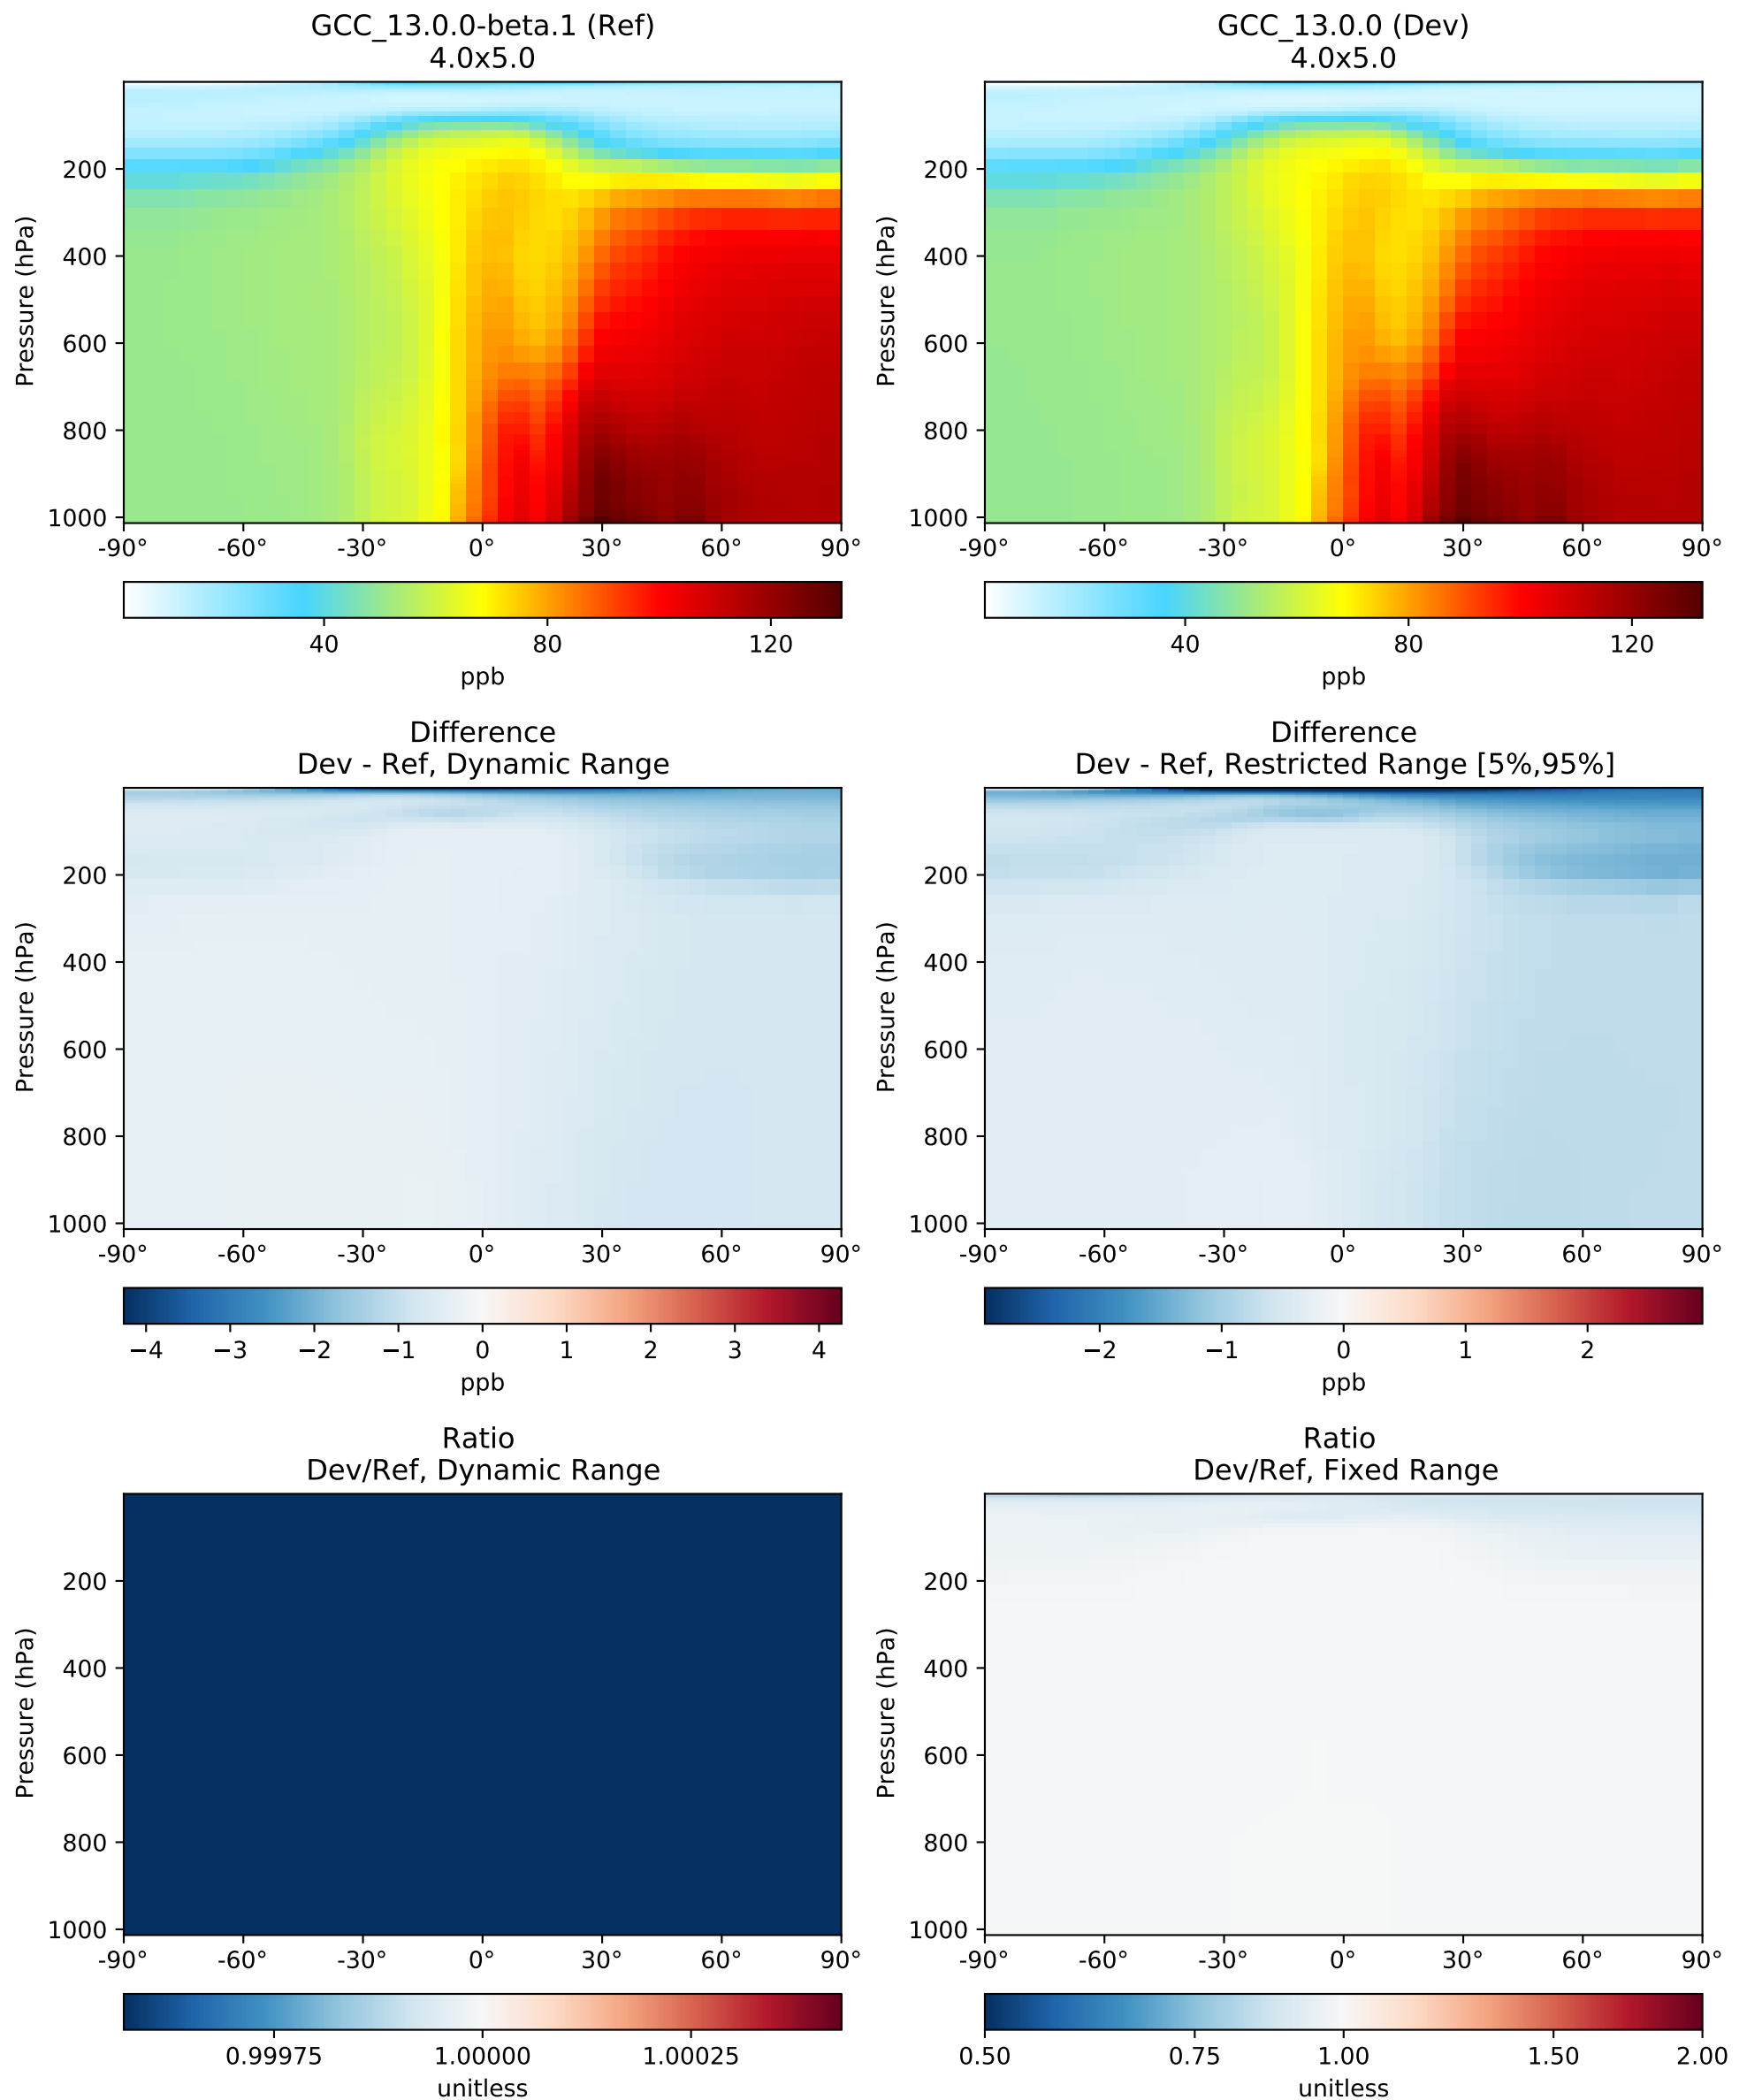 GCC_13.0.0-beta.1 (Ref)
4.0x5.0
GCC_13.0.0 (Dev)
4.0x5.0
Pressure (hPa)
200
400
600
800
1000
-90° -60° -30° 0° 30° 60° 90°
40 80 120
ppb
Pressure (hPa)
200
400
600
800
1000
-90° -60° -30° 0° 30° 60° 90°
40 80 120
ppb
Difference
Dev - Ref, Dynamic Range
Pressure (hPa)
200
400
600
800
1000
-90° -60° -30° 0° 30° 60° 90°
−4 −3 −2 −1 0 1 2 3 4
ppb
Difference
Dev - Ref, Restricted Range [5%,95%]
Pressure (hPa)
200
400
600
800
1000
-90° -60° -30° 0° 30° 60° 90°
−2 −1 0 1 2
ppb
Ratio
Dev/Ref, Dynamic Range
Pressure (hPa)
200
400
600
800
1000
-90° -60° -30° 0° 30° 60° 90°
0.99975 1.00000 1.00025
unitless
Ratio
Dev/Ref, Fixed Range
Pressure (hPa)
200
400
600
800
1000
-90° -60° -30° 0° 30° 60° 90°
0.50 0.75 1.00 1.50 2.00
unitless